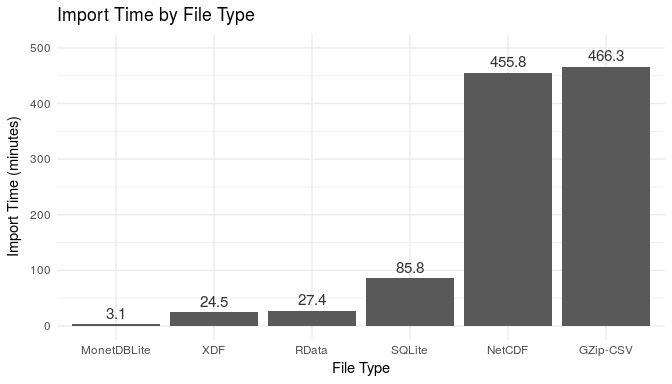 Import Time by File Type
Import Time (minutes)
500
400
300
200
100
0
3.1
24.5
27.4
85.8
455.8
466.3
MonetDBLite
XDF
RData
SQLite
NetCDF
GZip-CSV
File Type